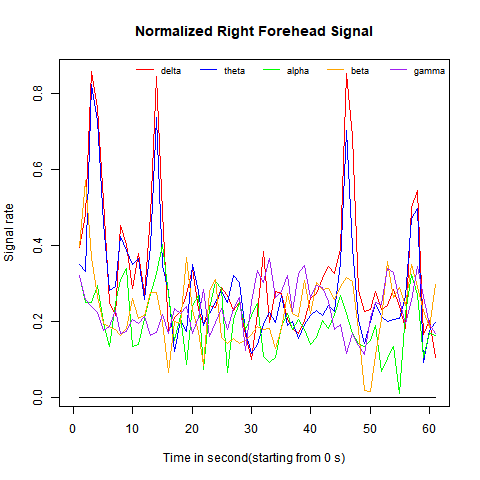 Normalized Right Forehead Signal
delta theta alpha beta gamma
Signal rate
0.8
0.6
0.4
0.2
0.0
0 10 20 30 40 50 60
Time in second(starting from 0 s)